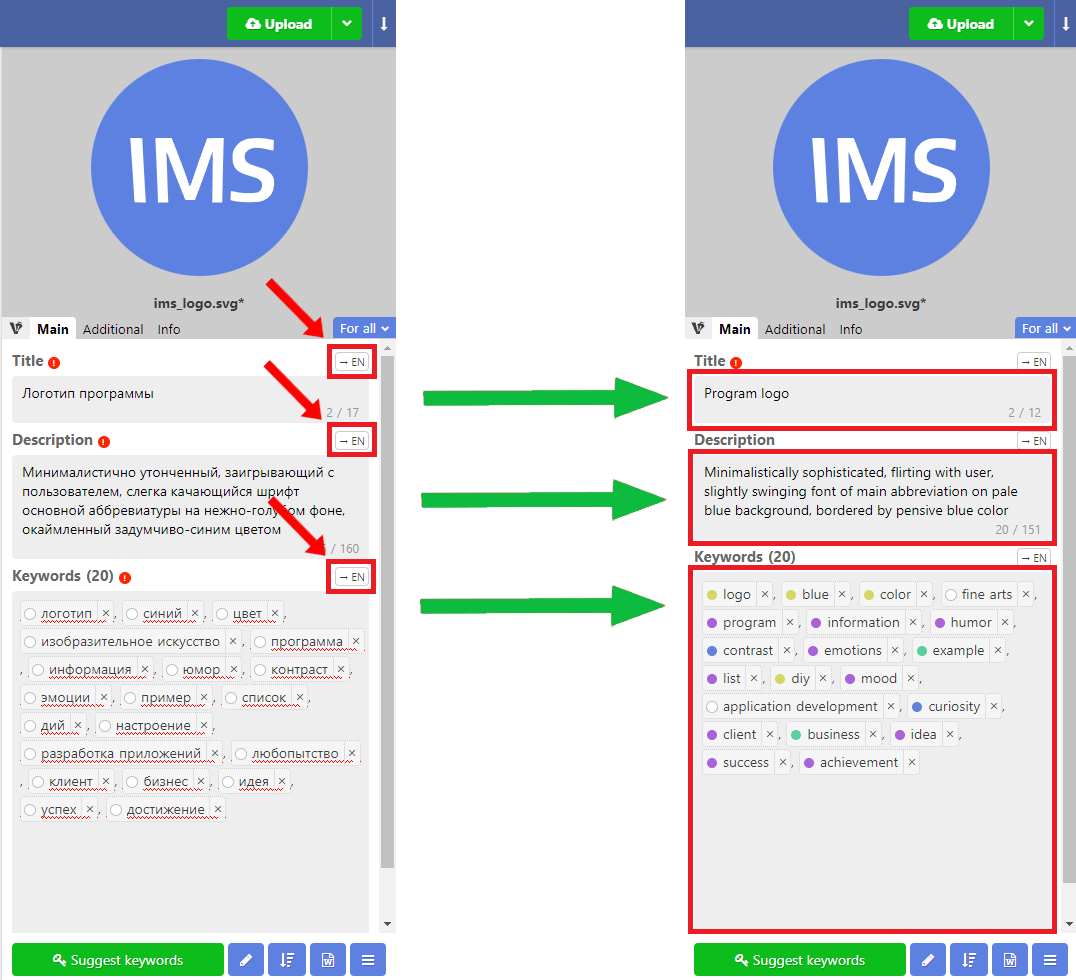 Upload
IMS
ims_logo.svg*
Main Additional Info For all
Title → EN
Логотип программы
2 / 17
Description → EN
Минималистично утонченный, заигрывающий с
пользователем, слегка качающийся шрифт
основной аббревиатуры на нежно-голубом фоне,
окаймленный задумчиво-синим цветом
/ 160
Keywords (20) → EN
логотип ×, синий ×, цвет ×,
изобразительное искусство ×, программа ×
, информация ×, юмор ×, контраст ×,
эмоции ×, пример ×, список ×,
дий ×, настроение ×,
разработка приложений ×, любопытство ×
, клиент ×, бизнес ×, идея ×,
успех ×, достижение ×
Suggest keywords
Upload
IMS
ims_logo.svg*
Main Additional Info For all
Title → EN
Program logo
2 / 12
Description → EN
Minimalistically sophisticated, flirting with user,
slightly swinging font of main abbreviation on pale
blue background, bordered by pensive blue color
20 / 151
Keywords (20) → EN
logo ×, blue ×, color ×, fine arts ×,
program ×, information ×, humor ×,
contrast ×, emotions ×, example ×,
list ×, diy ×, mood ×,
application development ×, curiosity ×,
client ×, business ×, idea ×,
success ×, achievement ×
Suggest keywords